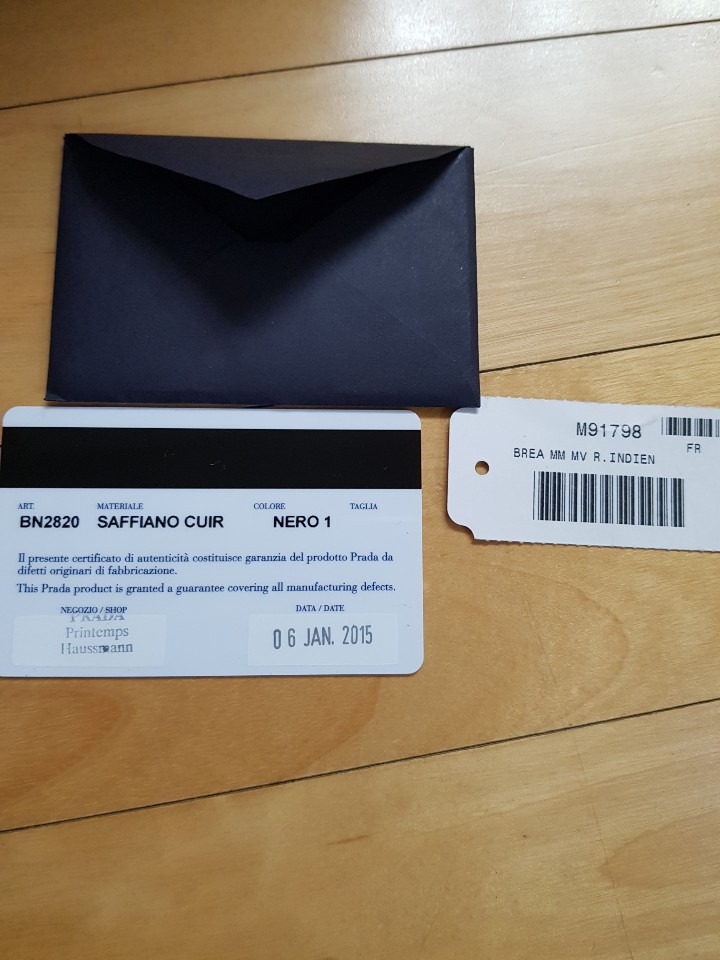 ART. MATERIALE COLORE TAGLIA
BN2820 SAFFIANO CUIR NERO 1
Il presente certificato di autenticità costituisce garanzia del prodotto Prada da
difetti originari di fabbricazione.
This Prada product is granted a guarantee covering all manufacturing defects.
NEGOZIO / SHOP DATA / DATE
PRADA
Printemps
Haussmann
06 JAN. 2015
M91798
FR
BREA MM MV R.INDIEN